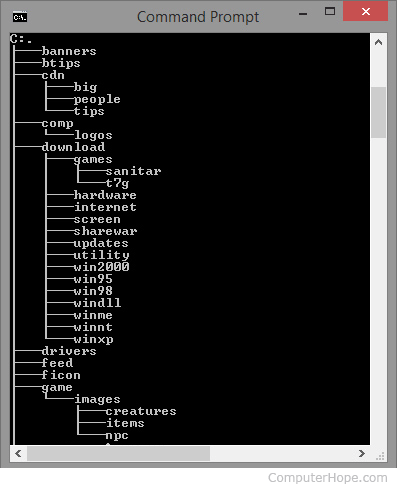 Command Prompt
C:.
├───banners
├───btips
├───cdn
│   ├───big
│   ├───people
│   └───tips
├───comp
│   └───logos
├───download
│   ├───games
│   │   ├───sanitar
│   │   └───t7g
│   ├───hardware
│   ├───internet
│   ├───screen
│   ├───sharewar
│   ├───updates
│   ├───utility
│   ├───win2000
│   ├───win95
│   ├───win98
│   ├───windll
│   ├───winme
│   ├───winnt
│   └───winxp
├───drivers
├───feed
├───ficon
├───game
│   └───images
│       ├───creatures
│       ├───items
│       └───npc
ComputerHope.com